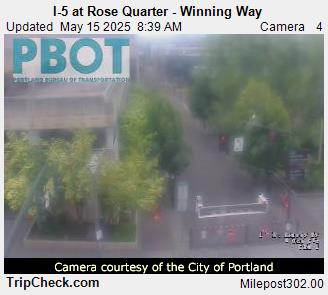 I-5 at Rose Quarter - Winning Way
Updated May 15 2025 8:39 AM Camera 4
PBOT
PORTLAND BUREAU OF TRANSPORTATION
Camera courtesy of the City of Portland
TripCheck.com Milepost302.00